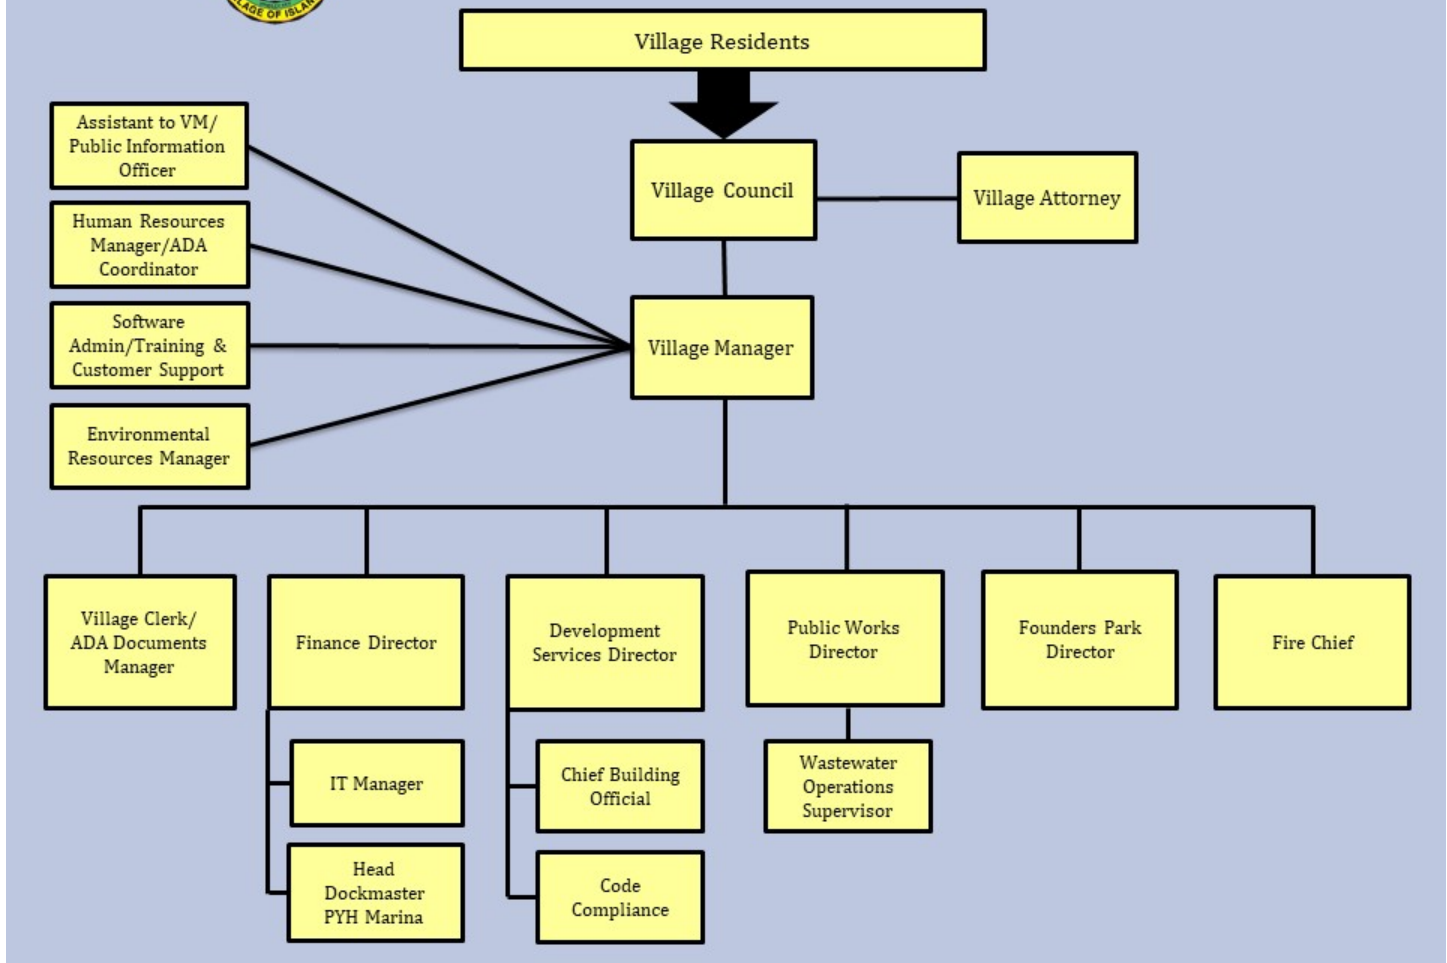 VILLAGE OF ISLA
Village Residents
Assistant to VM/
Public Information
Officer
Village Council
Village Attorney
Human Resources
Manager/ADA
Coordinator
Software
Admin/Training &
Customer Support
Village Manager
Environmental
Resources Manager
Village Clerk/
ADA Documents
Manager
Finance Director
Development
Services Director
Public Works
Director
Founders Park
Director
Fire Chief
IT Manager
Chief Building
Official
Wastewater
Operations
Supervisor
Head
Dockmaster
PYH Marina
Code
Compliance